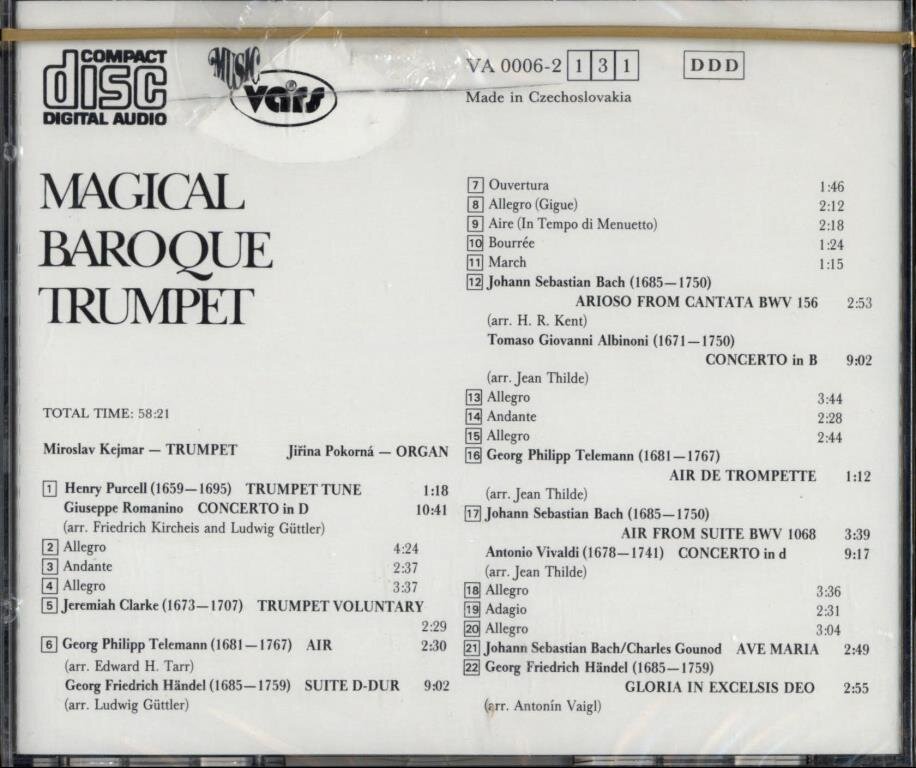 COMPACT
disc
DIGITAL AUDIO
MUSIC
vars
VA 0006-2 1 3 1 DDD
Made in Czechoslovakia
MAGICAL
BAROQUE
TRUMPET
TOTAL TIME: 58:21
Miroslav Kejmar — TRUMPET Jiřina Pokorná — ORGAN
1 Henry Purcell (1659—1695) TRUMPET TUNE 1:18
Giuseppe Romanino CONCERTO in D 10:41
(arr. Friedrich Kircheis and Ludwig Güttler)
2 Allegro 4:24
3 Andante 2:37
4 Allegro 3:37
5 Jeremiah Clarke (1673—1707) TRUMPET VOLUNTARY
2:29
6 Georg Philipp Telemann (1681—1767) AIR 2:30
(arr. Edward H. Tarr)
Georg Friedrich Händel (1685—1759) SUITE D-DUR 9:02
(arr. Ludwig Güttler)
7 Ouvertura 1:46
8 Allegro (Gigue) 2:12
9 Aire (In Tempo di Menuetto) 2:18
10 Bourrée 1:24
11 March 1:15
12 Johann Sebastian Bach (1685—1750)
ARIOSO FROM CANTATA BWV 156 2:53
(arr. H. R. Kent)
Tomaso Giovanni Albinoni (1671—1750)
CONCERTO in B 9:02
(arr. Jean Thilde)
13 Allegro 3:44
14 Andante 2:28
15 Allegro 2:44
16 Georg Philipp Telemann (1681—1767)
AIR DE TROMPETTE 1:12
(arr. Jean Thilde)
17 Johann Sebastian Bach (1685—1750)
AIR FROM SUITE BWV 1068 3:39
Antonio Vivaldi (1678—1741) CONCERTO in d 9:17
(arr. Jean Thilde)
18 Allegro 3:36
19 Adagio 2:31
20 Allegro 3:04
21 Johann Sebastian Bach/Charles Gounod AVE MARIA 2:49
22 Georg Friedrich Händel (1685—1759)
GLORIA IN EXCELSIS DEO 2:55
(arr. Antonín Vaigl)